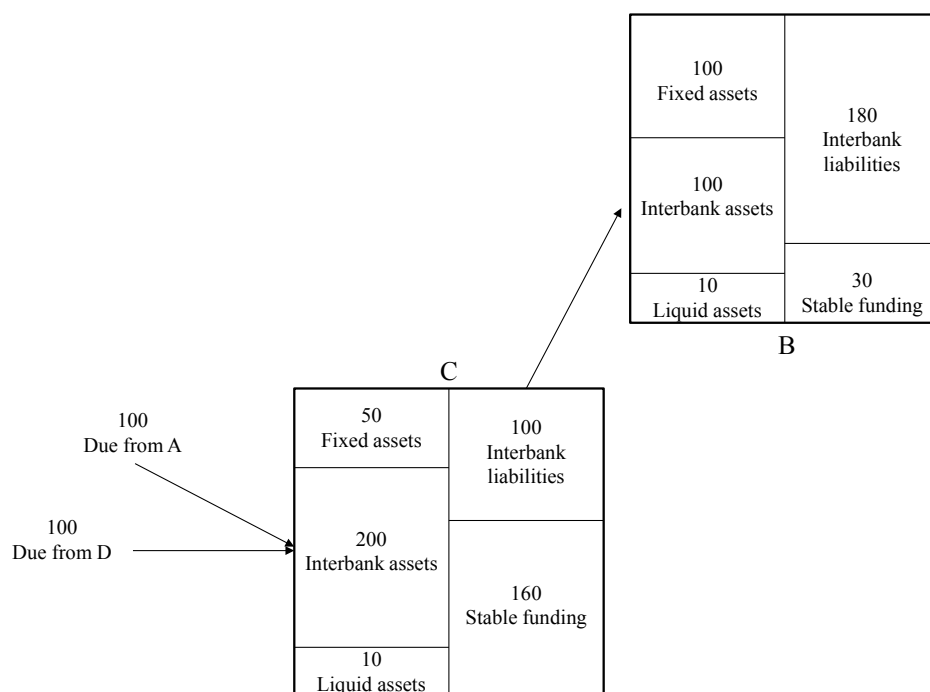 100
Fixed assets
180
Interbank
liabilities
100
Interbank assets
10
Liquid assets
30
Stable funding
B
C
50
Fixed assets
100
Interbank
liabilities
100
Due from A
100
Due from D
200
Interbank assets
160
Stable funding
10
Liquid assets